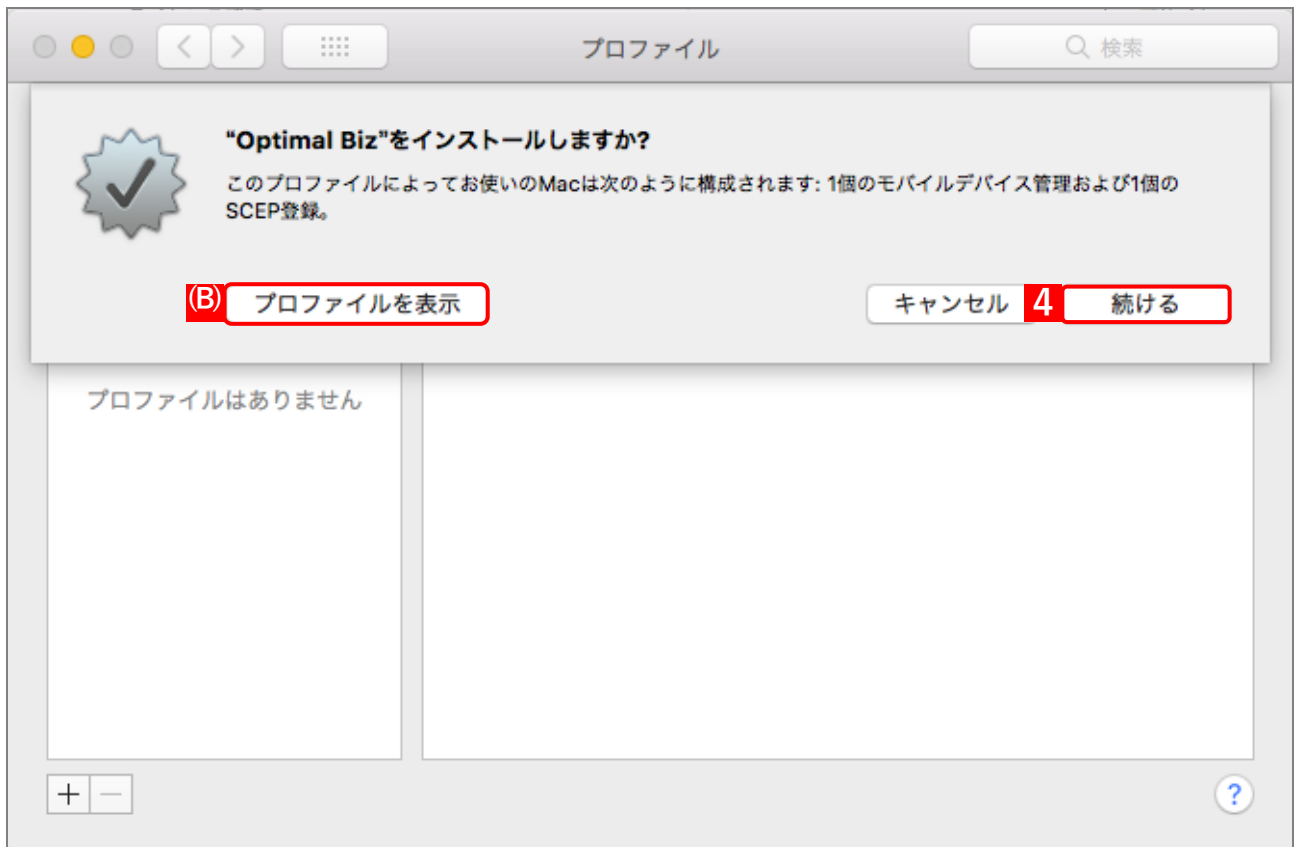 プロファイル
検索
“Optimal Biz”をインストールしますか?
このプロファイルによってお使いのMacは次のように構成されます: 1個のモバイルデバイス管理および1個の
SCEP登録。
(B) プロファイルを表示
キャンセル
4 続ける
プロファイルはありません
?